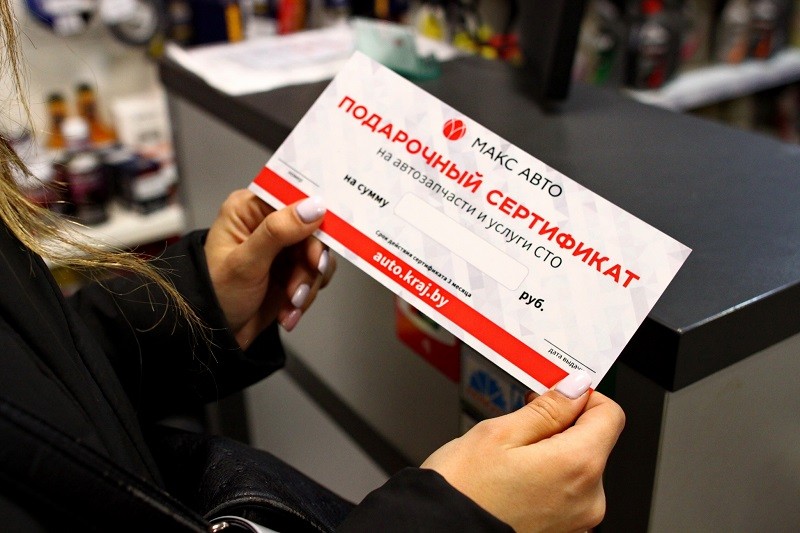 МАКС АВТО
ПОДАРОЧНЫЙ СЕРТИФИКАТ
на автозапчасти и услуги СТО
на сумму
руб.
номер
Срок действия сертификата 3 месяца
дата выдачи
auto.kraj.by